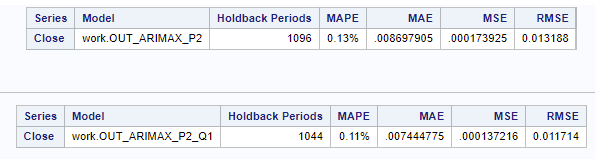 Series Model Holdback Periods MAPE MAE MSE RMSE
Close work.OUT_ARIMAX_P2 1096 0.13% .008697905 .000173925 0.013188
Series Model Holdback Periods MAPE MAE MSE RMSE
Close work.OUT_ARIMAX_P2_Q1 1044 0.11% .007444775 .000137216 0.011714